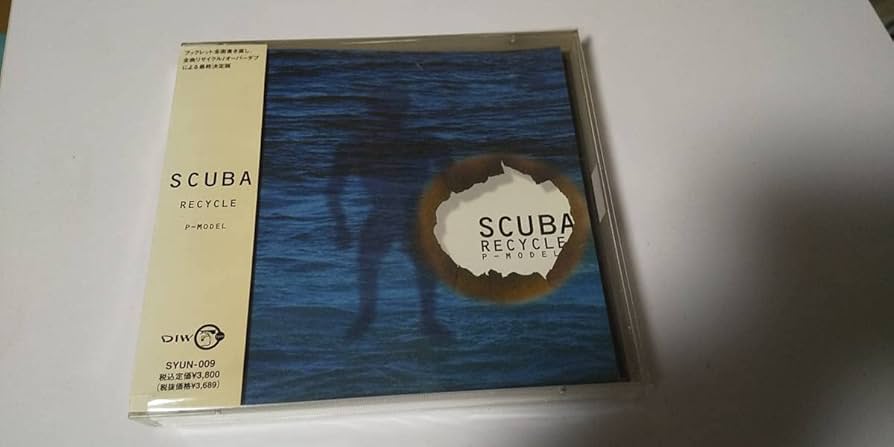 ブックレット全面書き直し、
全曲リサイクル/オーバーダブ
による最終決定版
SCUBA
RECYCLE
P-MODEL
DIW
SYUN-009
税込定価¥3,800
(税抜価格¥3,689)
SCUBA
RECYCLE
P-MODEL